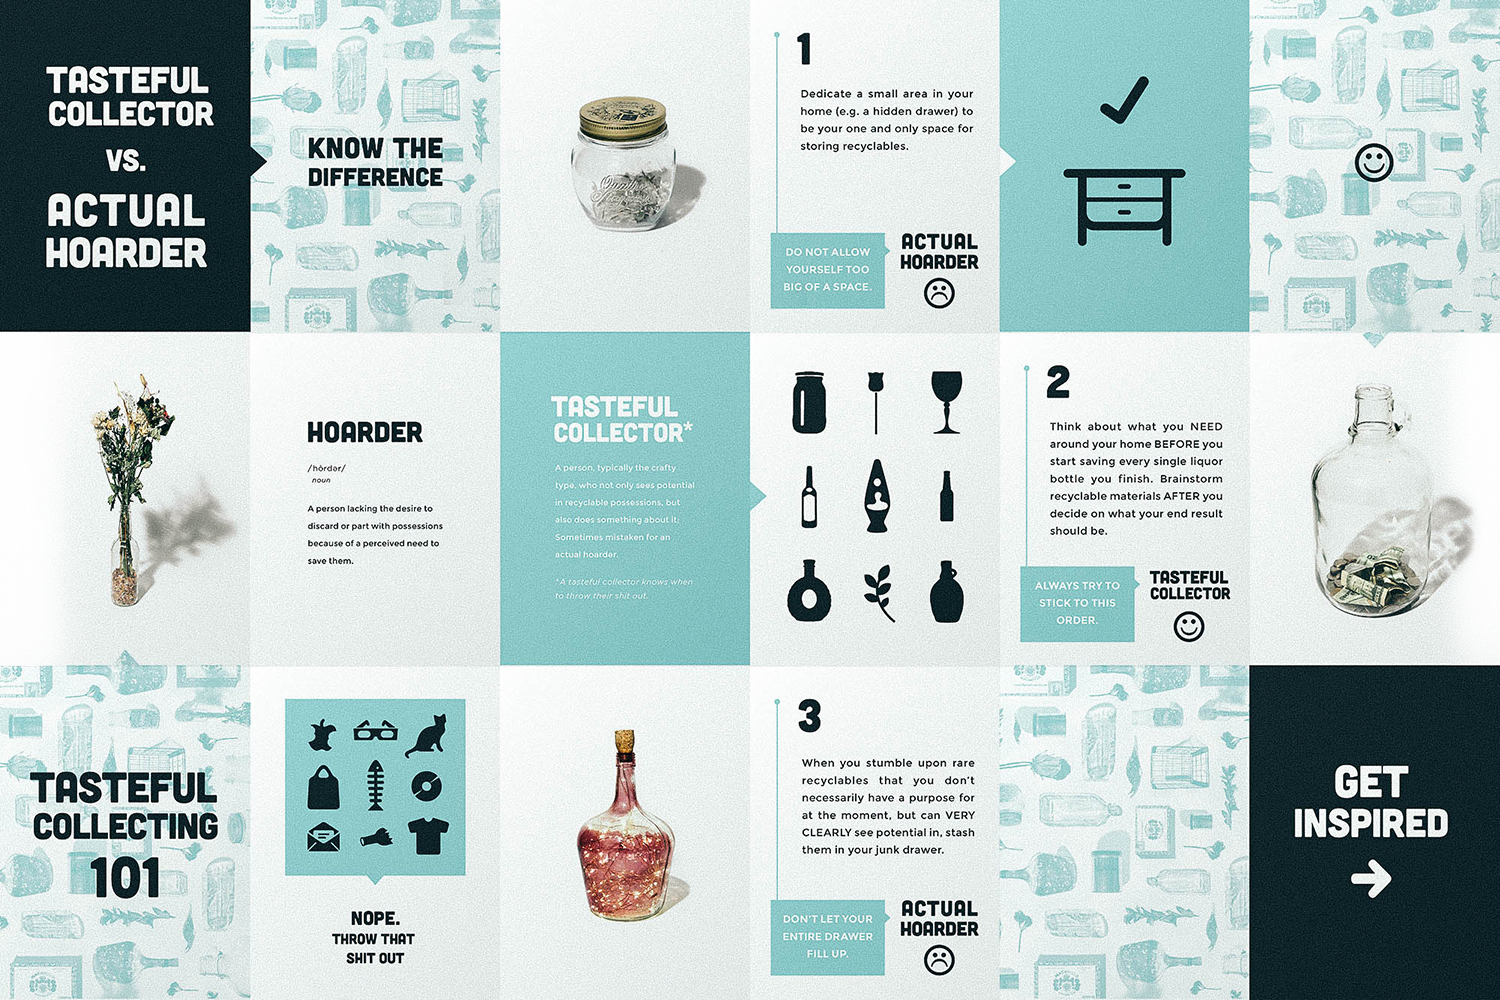 TASTEFUL
COLLECTOR
VS.
ACTUAL
HOARDER
KNOW THE
DIFFERENCE
1
Dedicate a small area in your
home (e.g. a hidden drawer) to
be your one and only space for
storing recyclables.
DO NOT ALLOW
YOURSELF TOO
BIG OF A SPACE.
ACTUAL
HOARDER
HOARDER
/hôrdər/
noun
A person lacking the desire to
discard or part with possessions
because of a perceived need to
save them.
TASTEFUL
COLLECTOR*
A person, typically the crafty
type, who not only sees potential
in recyclable possessions, but
also does something about it;
Sometimes mistaken for an
actual hoarder.
*A tasteful collector knows when
to throw their shit out.
2
Think about what you NEED
around your home BEFORE you
start saving every single liquor
bottle you finish. Brainstorm
recyclable materials AFTER you
decide on what your end result
should be.
ALWAYS TRY TO
STICK TO THIS
ORDER.
TASTEFUL
COLLECTOR
TASTEFUL
COLLECTING
101
NOPE.
THROW THAT
SHIT OUT
3
When you stumble upon rare
recyclables that you don't
necessarily have a purpose for
at the moment, but can VERY
CLEARLY see potential in, stash
them in your junk drawer.
DON'T LET YOUR
ENTIRE DRAWER
FILL UP.
ACTUAL
HOARDER
GET
INSPIRED